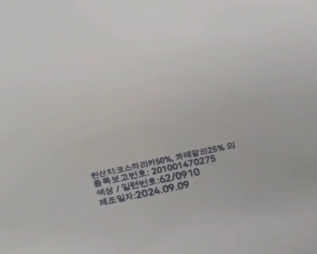 원산지:코스타리카50%, 과테말라25% 외
품목보고번호: 201001470275
색상 / 일련번호:62/0910
제조일자:2024.09.09